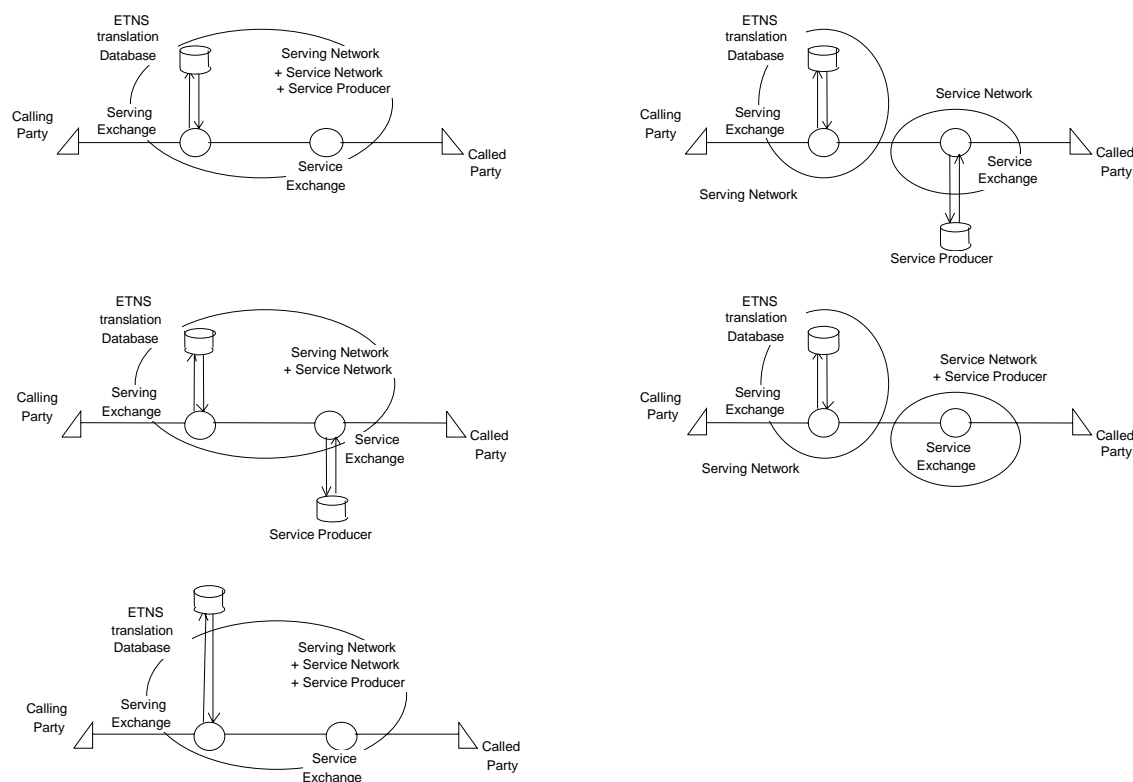 ETNS
translation
Database
Serving Network
+ Service Network
+ Service Producer
Calling
Party
Serving
Exchange
Service
Exchange
Called
Party
ETNS
translation
Database
Service Network
Calling
Party
Serving
Exchange
Service
Exchange
Called
Party
Serving Network
Service Producer
ETNS
translation
Database
Serving Network
+ Service Network
Calling
Party
Serving
Exchange
Service
Exchange
Called
Party
Service Producer
ETNS
translation
Database
Service Network
+ Service Producer
Calling
Party
Serving
Exchange
Service
Exchange
Called
Party
Serving Network
ETNS
translation
Database
Serving Network
+ Service Network
+ Service Producer
Calling
Party
Serving
Exchange
Service
Exchange
Called
Party